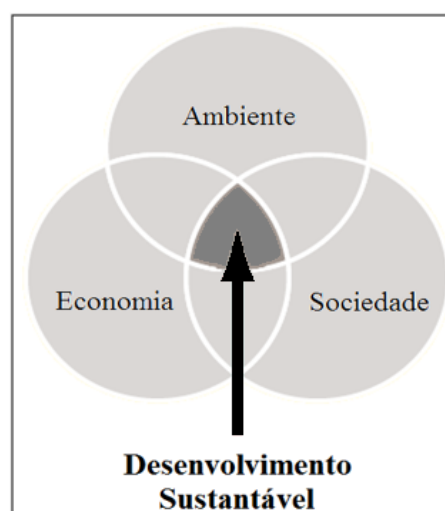 Ambiente
Economia
Sociedade
Desenvolvimento
Sustantável